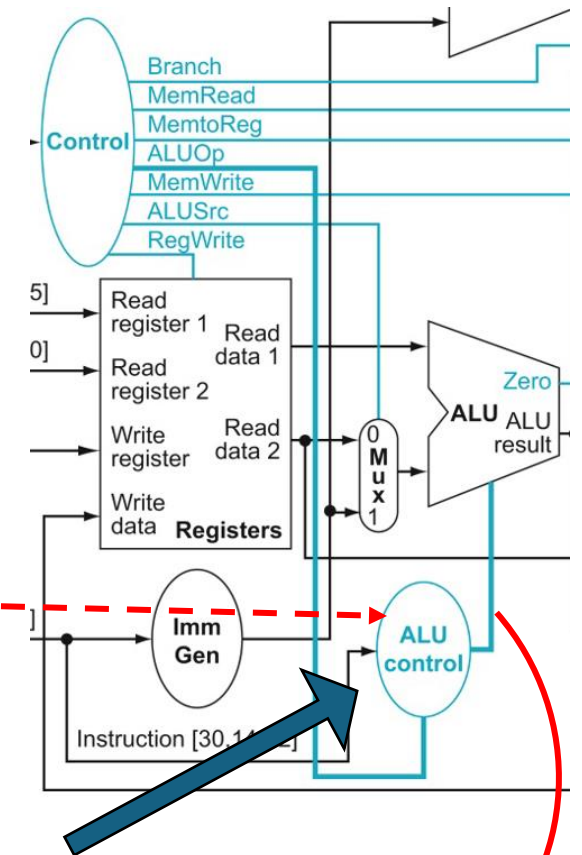 Branch
MemRead
MemtoReg
Control
ALUOp
MemWrite
ALUSrc
RegWrite
5]
Read
register 1
Read
data 1
0]
Read
register 2
Zero
ALU
ALU
result
Write
register
Read
data 2
0
M
u
x
1
Write
data
Registers
]
Imm
Gen
ALU
control
Instruction [30,14
]